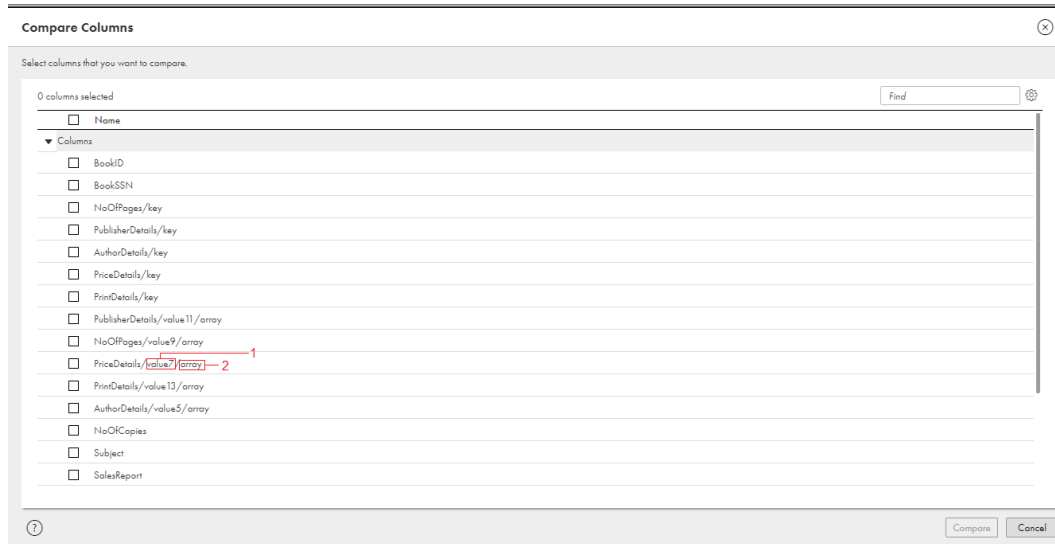 Compare Columns
Select columns that you want to compare.
0 columns selected
Find
Name
Columns
BookID
BookSSN
NoOfPages/key
PublisherDetails/key
AuthorDetails/key
PriceDetails/key
PrintDetails/key
PublisherDetails/value11/array
NoOfPages/value9/array
1
PriceDetails/value7/array 2
PrintDetails/value13/array
AuthorDetails/value5/array
NoOfCopies
Subject
SalesReport
? Compare Cancel